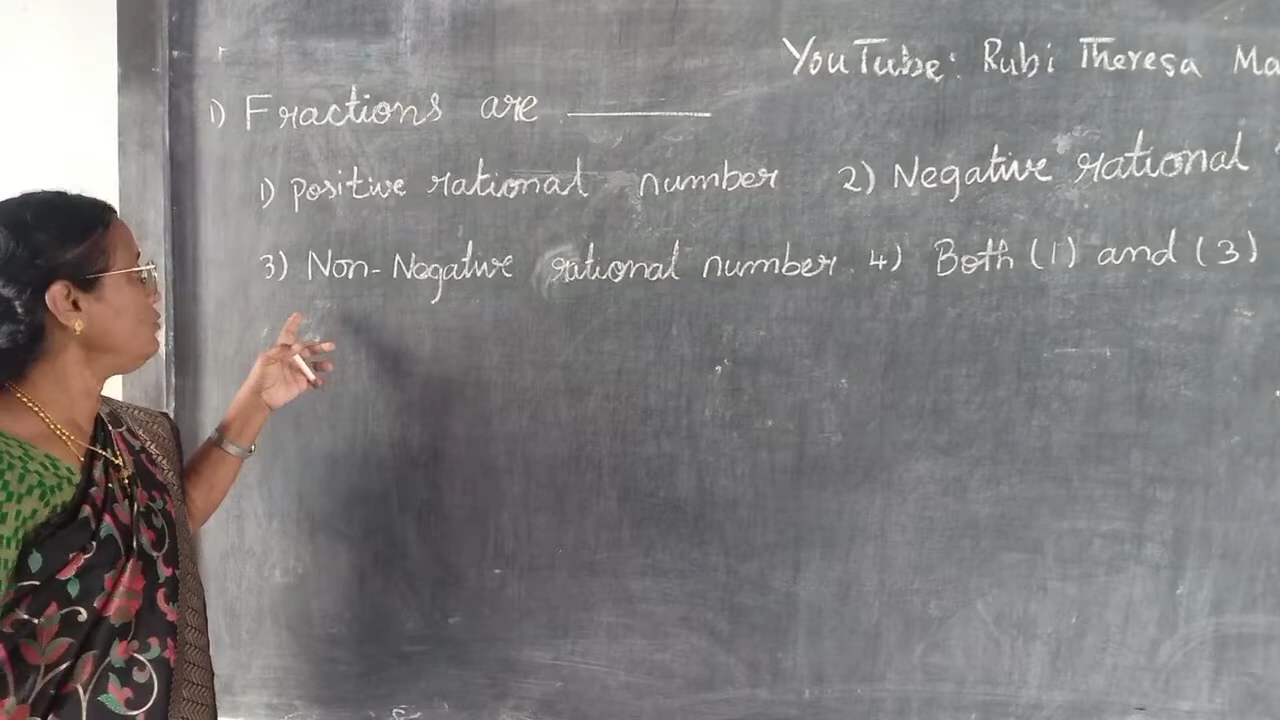 YouTube: Rubi Theresa Ma
1) Fractions are ______
1) positive rational number 2) Negative rational
3) Non-Negative rational number 4) Both (1) and (3)